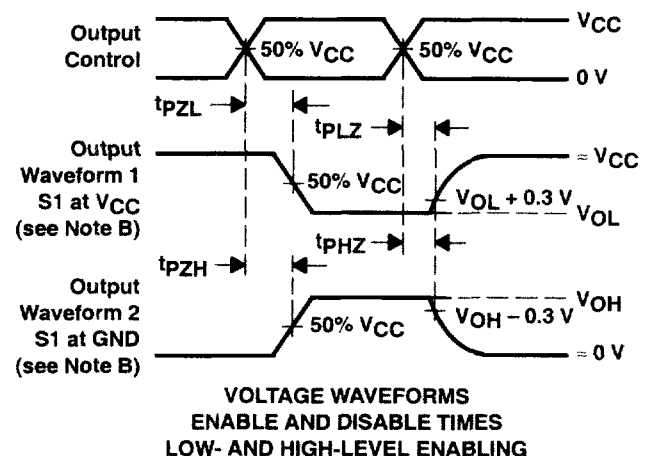 Output
Control
50% VCC
50% VCC
VCC
0 V
tPZL
tPLZ
Output
Waveform 1
S1 at VCC
(see Note B)
50% VCC
≈ VCC
VOL + 0.3 V
VOL
tPHZ
tPZH
Output
Waveform 2
S1 at GND
(see Note B)
50% VCC
VOH
VOH – 0.3 V
≈ 0 V
VOLTAGE WAVEFORMS
ENABLE AND DISABLE TIMES
LOW- AND HIGH-LEVEL ENABLING